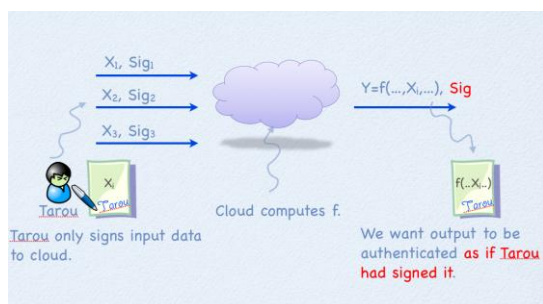 X₁, Sig₁
X₂, Sig₂
X₃, Sig₃
Y=f(...,Xᵢ,...), Sig
Xᵢ
Tarou
Tarou
f(..Xᵢ..)
Tarou
Cloud computes f.
Tarou only signs input data
to cloud.
We want output to be
authenticated as if Tarou
had signed it.